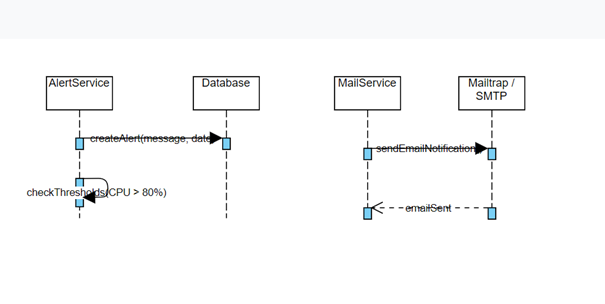 AlertService
Database
MailService
Mailtrap /
SMTP
createAlert(message, date
sendEmailNotification
checkThresholds(CPU > 80%)
emailSent